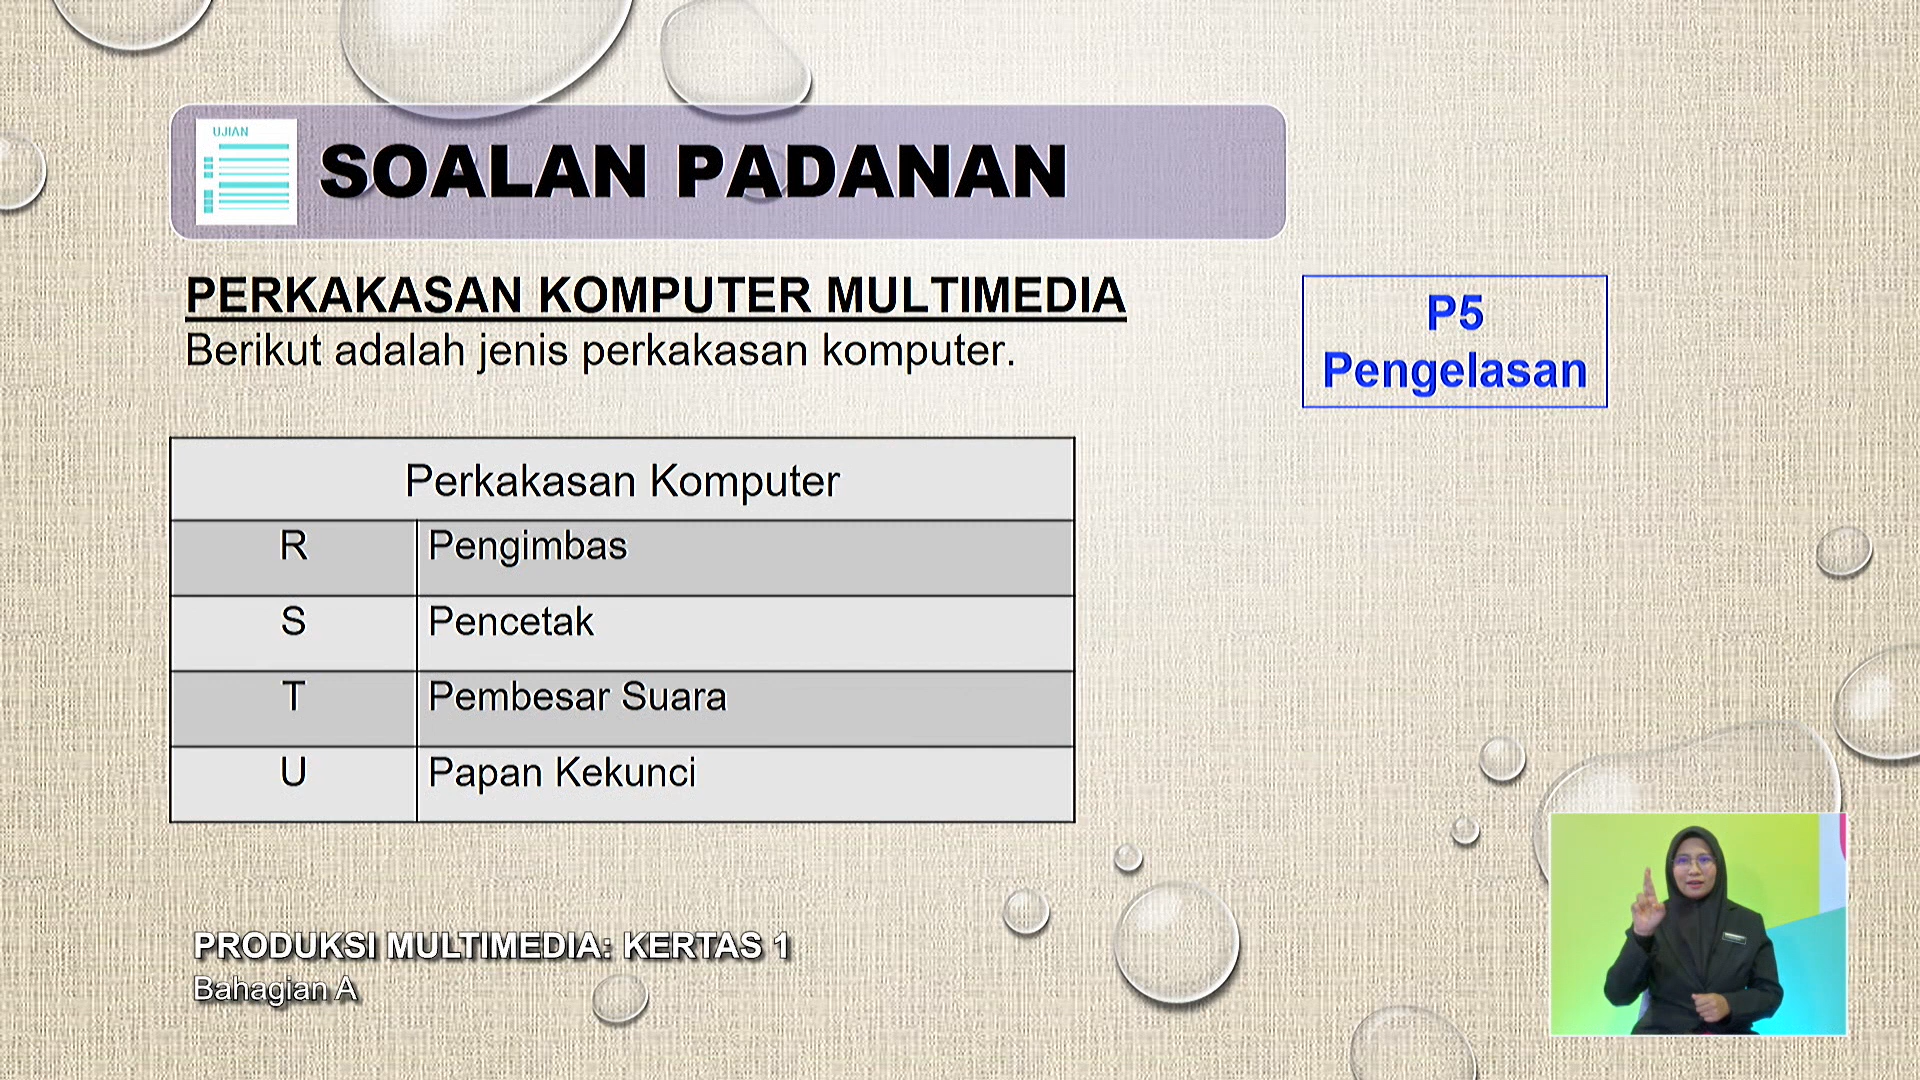 UJIAN
SOALAN PADANAN
PERKAKASAN KOMPUTER MULTIMEDIA
Berikut adalah jenis perkakasan komputer.
P5
Pengelasan
Perkakasan Komputer
R Pengimbas
S Pencetak
T Pembesar Suara
U Papan Kekunci
PRODUKSI MULTIMEDIA: KERTAS 1
Bahagian A